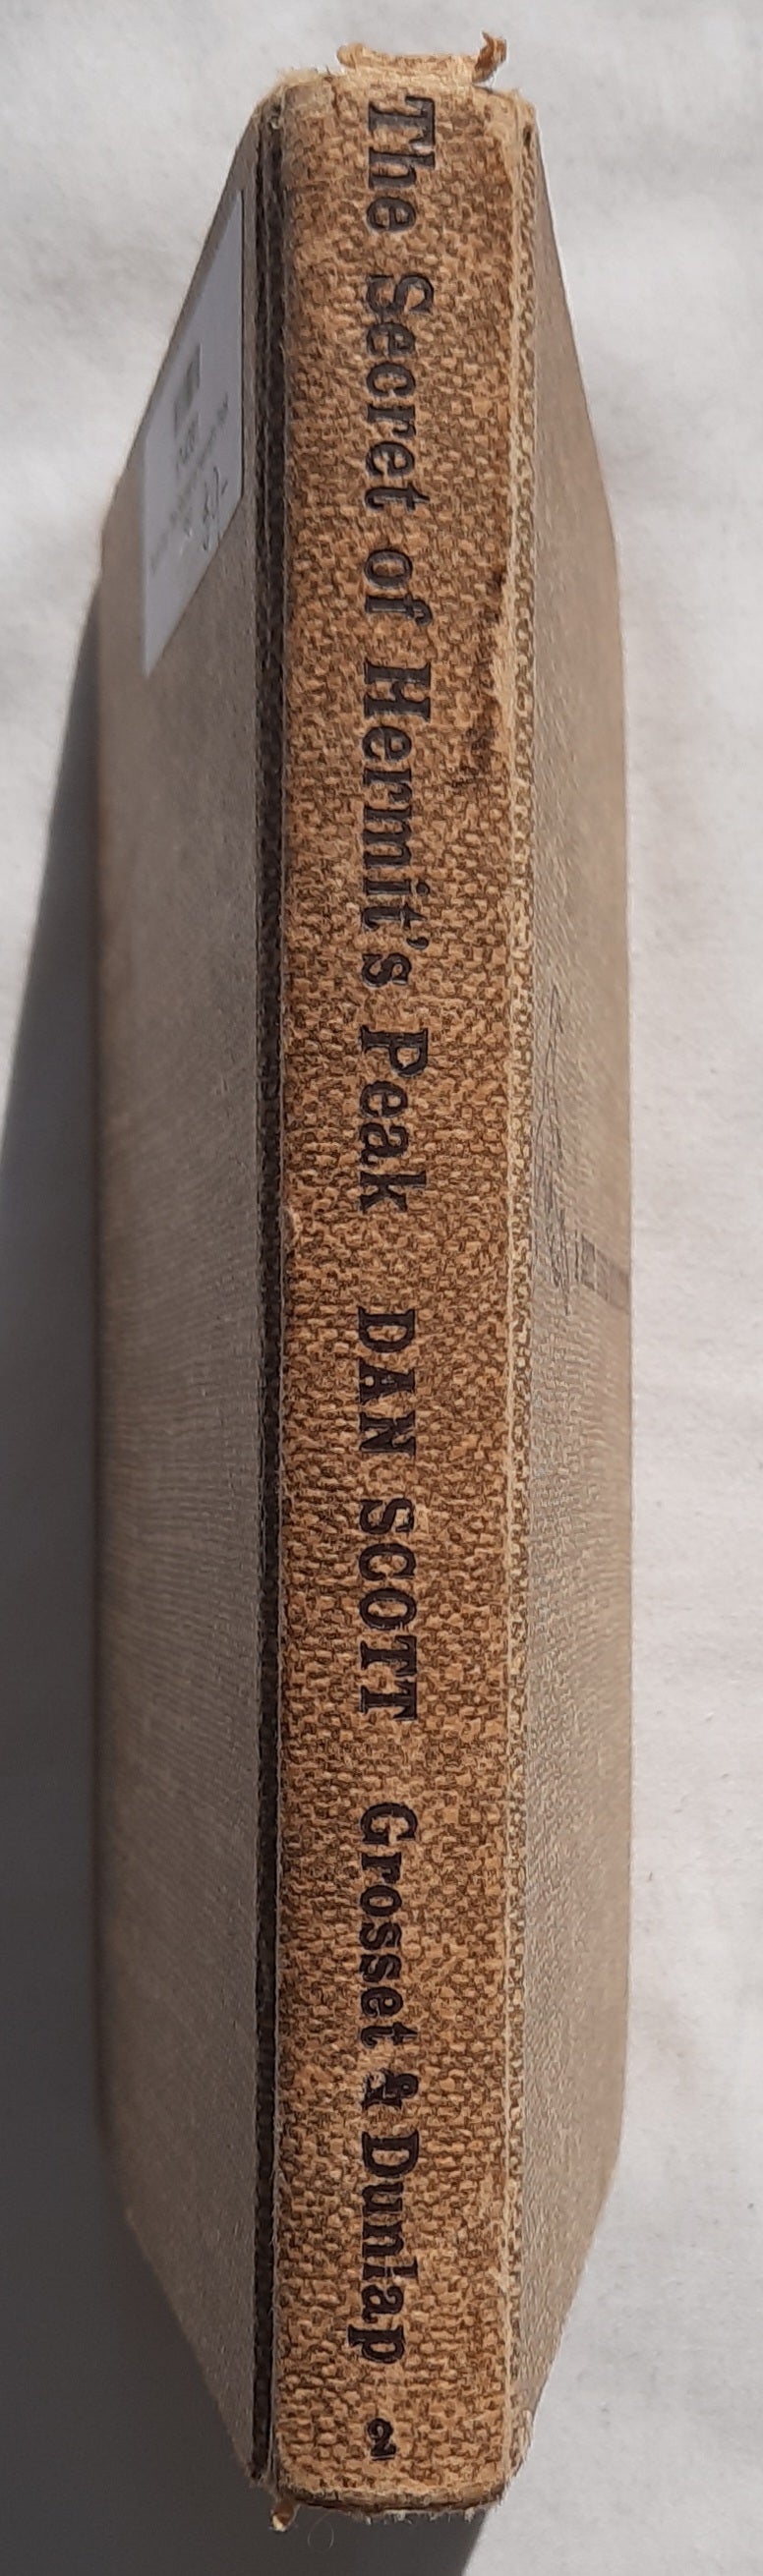 The Secret of Hermit's Peak DAN SCOTT Grosset & Dunlap 2